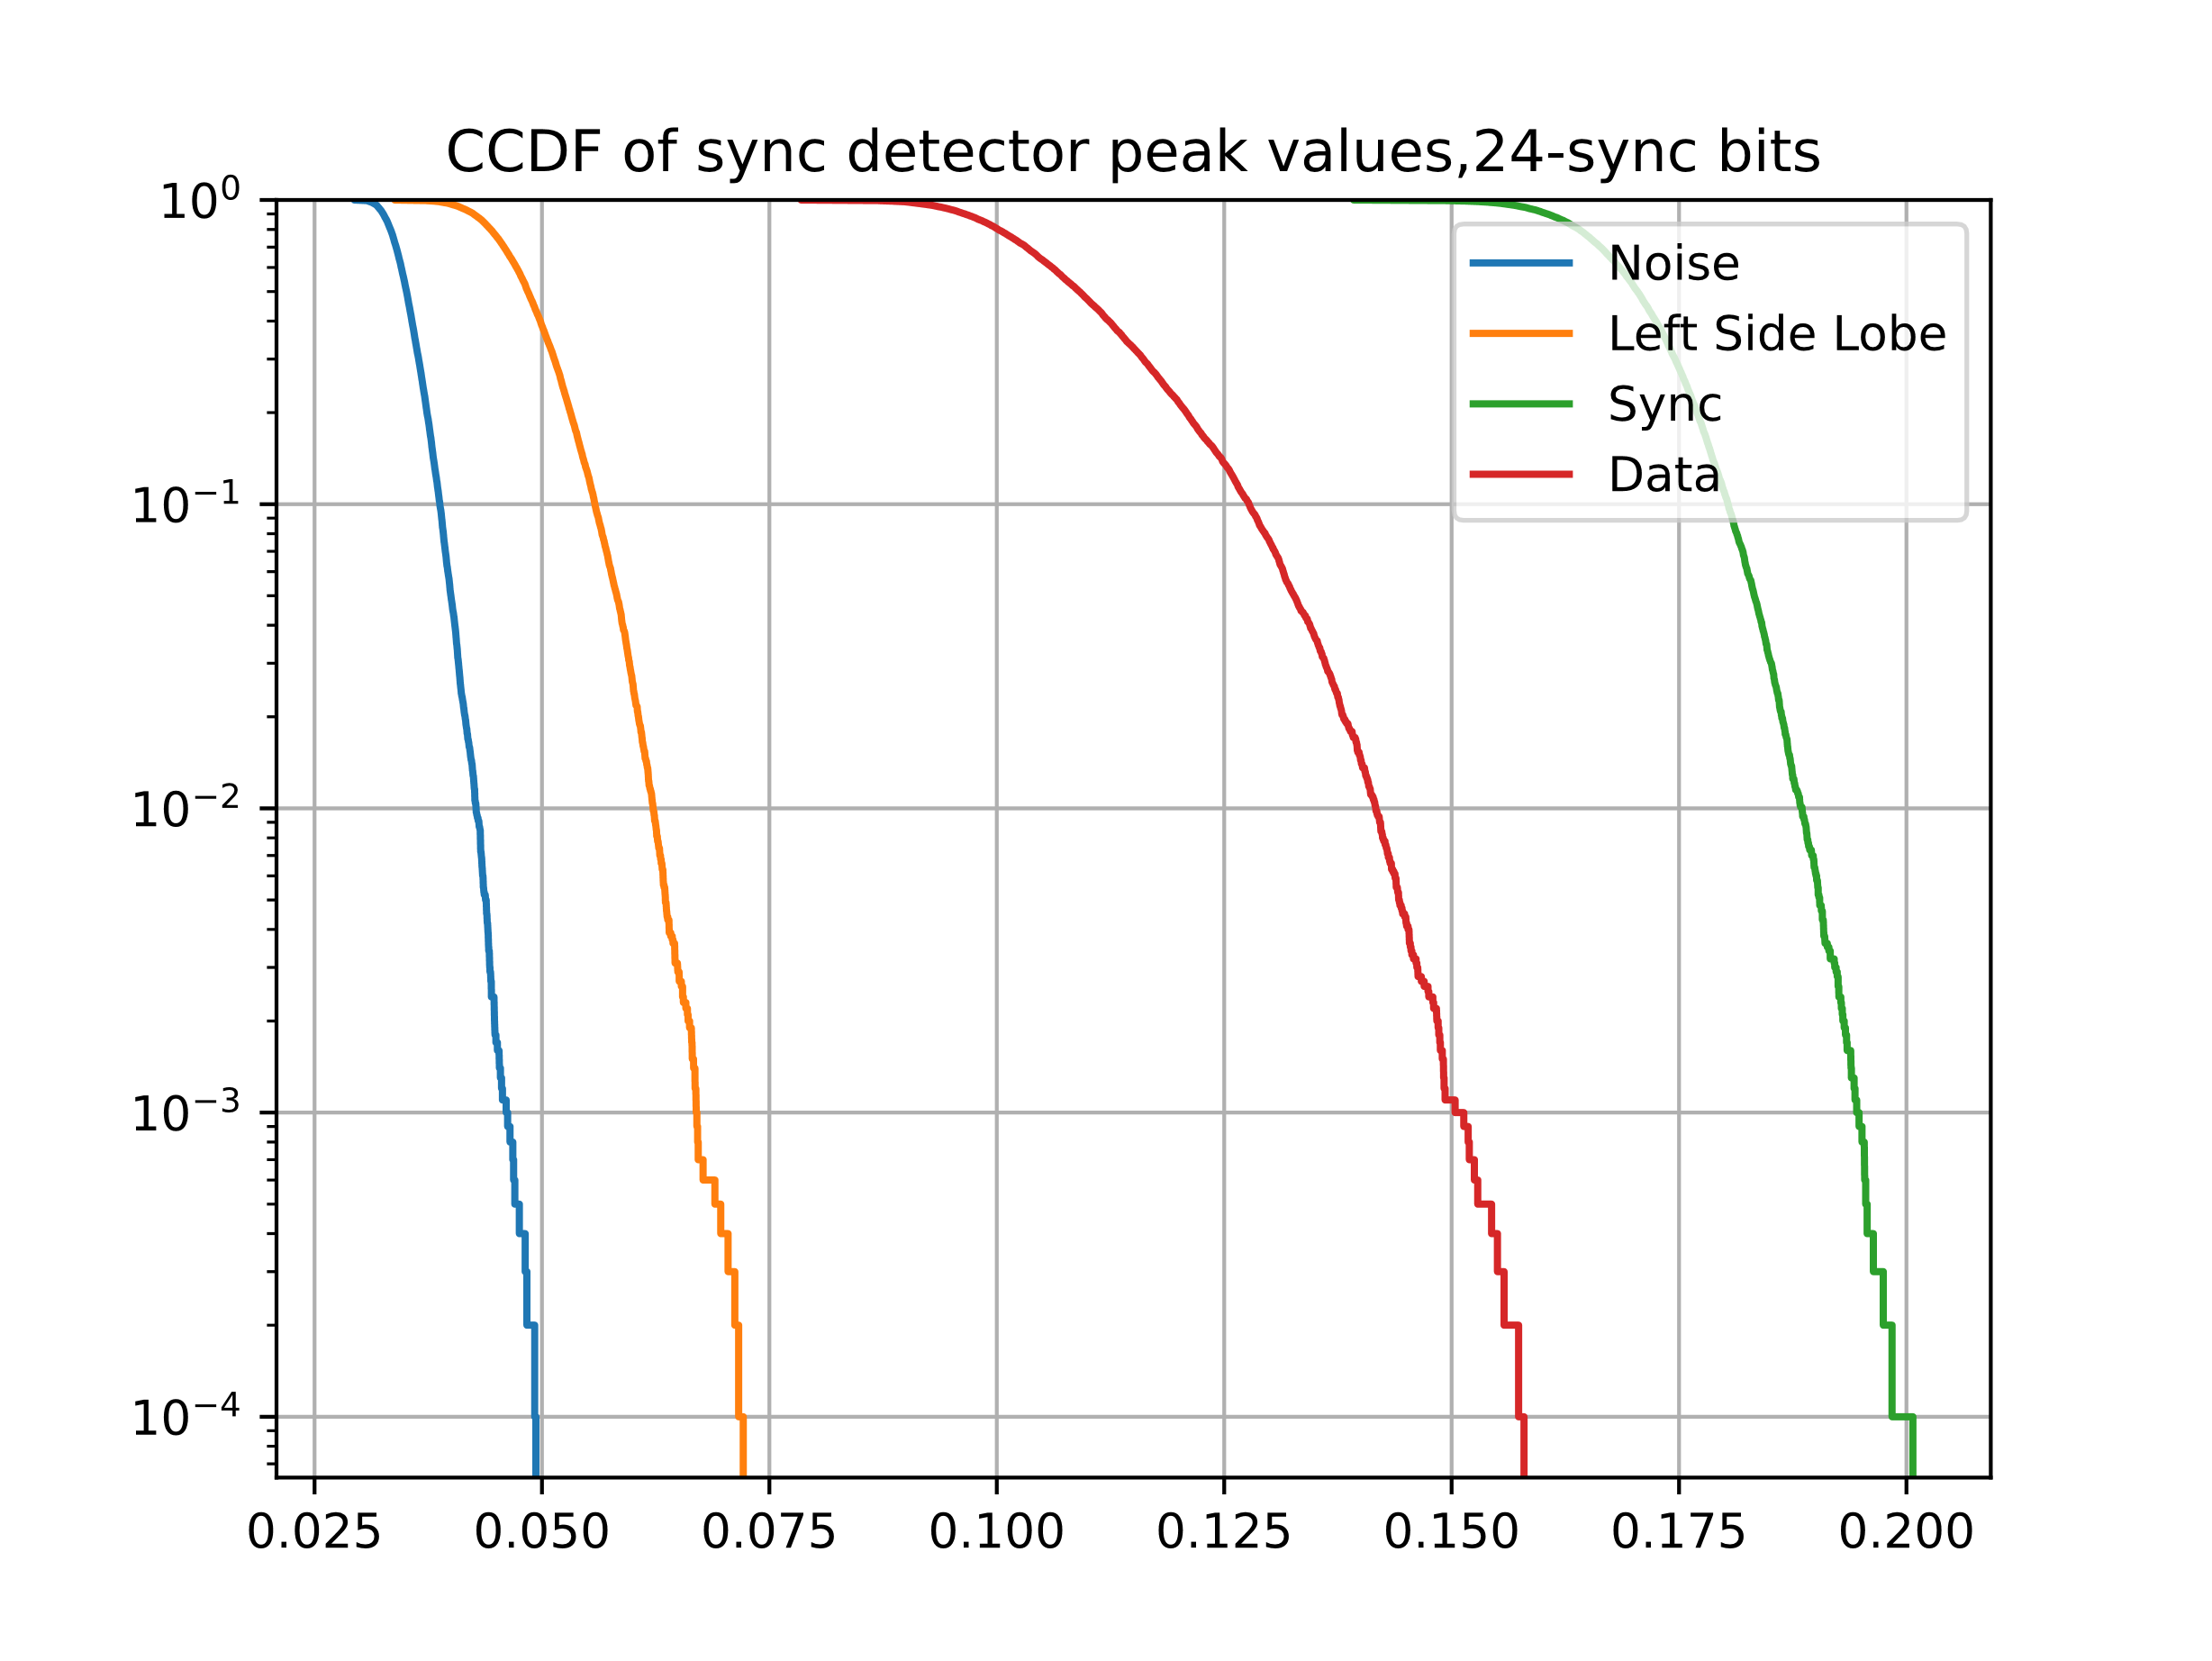 CCDF of sync detector peak values,24-sync bits
10⁰
10⁻¹
10⁻²
10⁻³
10⁻⁴
Noise
Left Side Lobe
Sync
Data
0.025 0.050 0.075 0.100 0.125 0.150 0.175 0.200